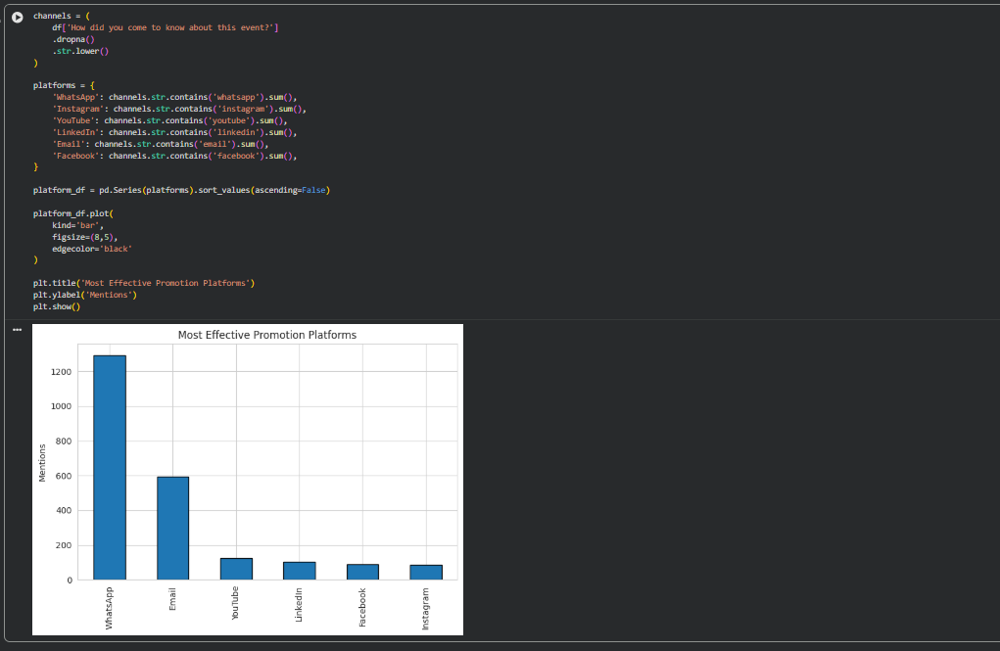 channels = (
    df['How did you come to know about this event?']
    .dropna()
    .str.lower()
)
platforms = {
    'WhatsApp': channels.str.contains('whatsapp').sum(),
    'Instagram': channels.str.contains('instagram').sum(),
    'YouTube': channels.str.contains('youtube').sum(),
    'LinkedIn': channels.str.contains('linkedin').sum(),
    'Email': channels.str.contains('email').sum(),
    'Facebook': channels.str.contains('facebook').sum(),
}
platform_df = pd.Series(platforms).sort_values(ascending=False)
platform_df.plot(
    kind='bar',
    figsize=(8,5),
    edgecolor='black'
)
plt.title('Most Effective Promotion Platforms')
plt.ylabel('Mentions')
plt.show()
Most Effective Promotion Platforms
1200
1000
800
600
400
200
0
Mentions
WhatsApp
Email
YouTube
LinkedIn
Facebook
Instagram